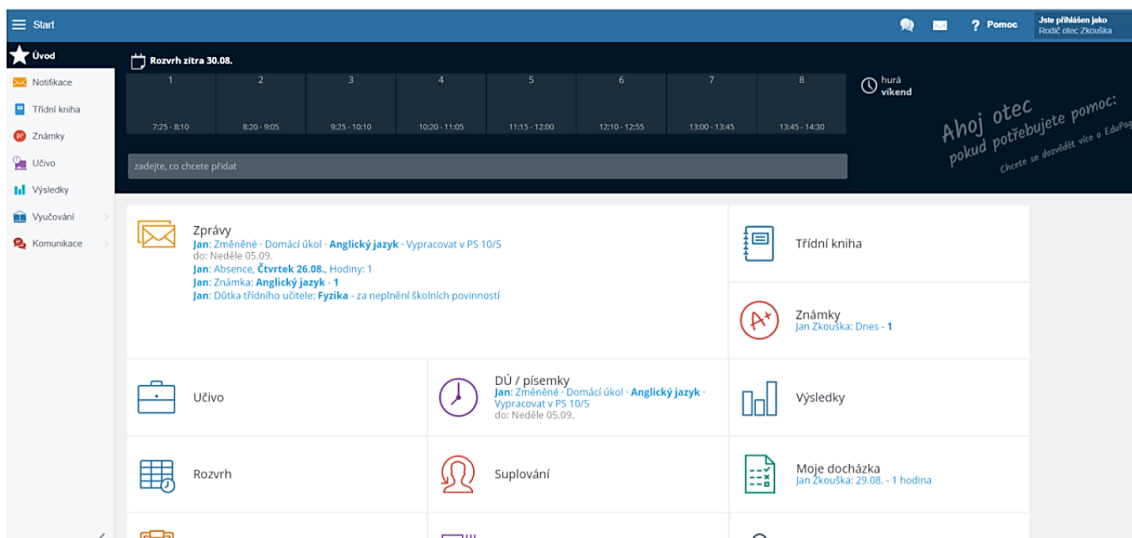 Start
? Pomoc
Jste přihlášen jako
Rodič otec Zkouška
Úvod
Notifikace
Třídní kniha
Známky
Učivo
Výsledky
Vyučování
Komunikace
Rozvrh zítra 30.08.
1 2 3 4 5 6 7 8
7:25 - 8:10 8:20 - 9:05 9:25 - 10:10 10:20 - 11:05 11:15 - 12:00 12:10 - 12:55 13:00 - 13:45 13:45 - 14:30
hurá
víkend
Ahoj otec
pokud potřebujete pomoc:
Chcete se dozvědět více o EduPag
zadejte, co chcete přidat
Zprávy
Jan: Změněné · Domácí úkol · Anglický jazyk · Vypracovat v PS 10/5
do: Neděle 05.09.
Jan: Absence, Čtvrtek 26.08., Hodiny: 1
Jan: Známka: Anglický jazyk - 1
Jan: Důtka třídního učitele: Fyzika - za neplnění školních povinností
Třídní kniha
A+
Známky
Jan Zkouška: Dnes - 1
Učivo
DÚ / písemky
Jan: Změněné · Domácí úkol · Anglický jazyk ·
Vypracovat v PS 10/5
do: Neděle 05.09.
Výsledky
Rozvrh
Suplování
Moje docházka
Jan Zkouška: 29.08. - 1 hodina